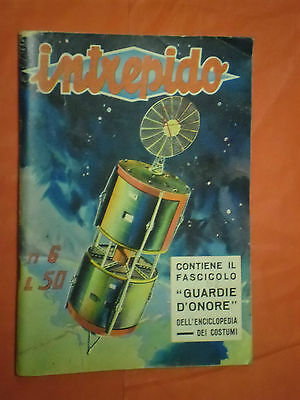 intrepido
N 6
L 50
CONTIENE IL
FASCICOLO
"GUARDIE
D'ONORE"
DELL'ENCICLOPEDIA
DEI COSTUMI